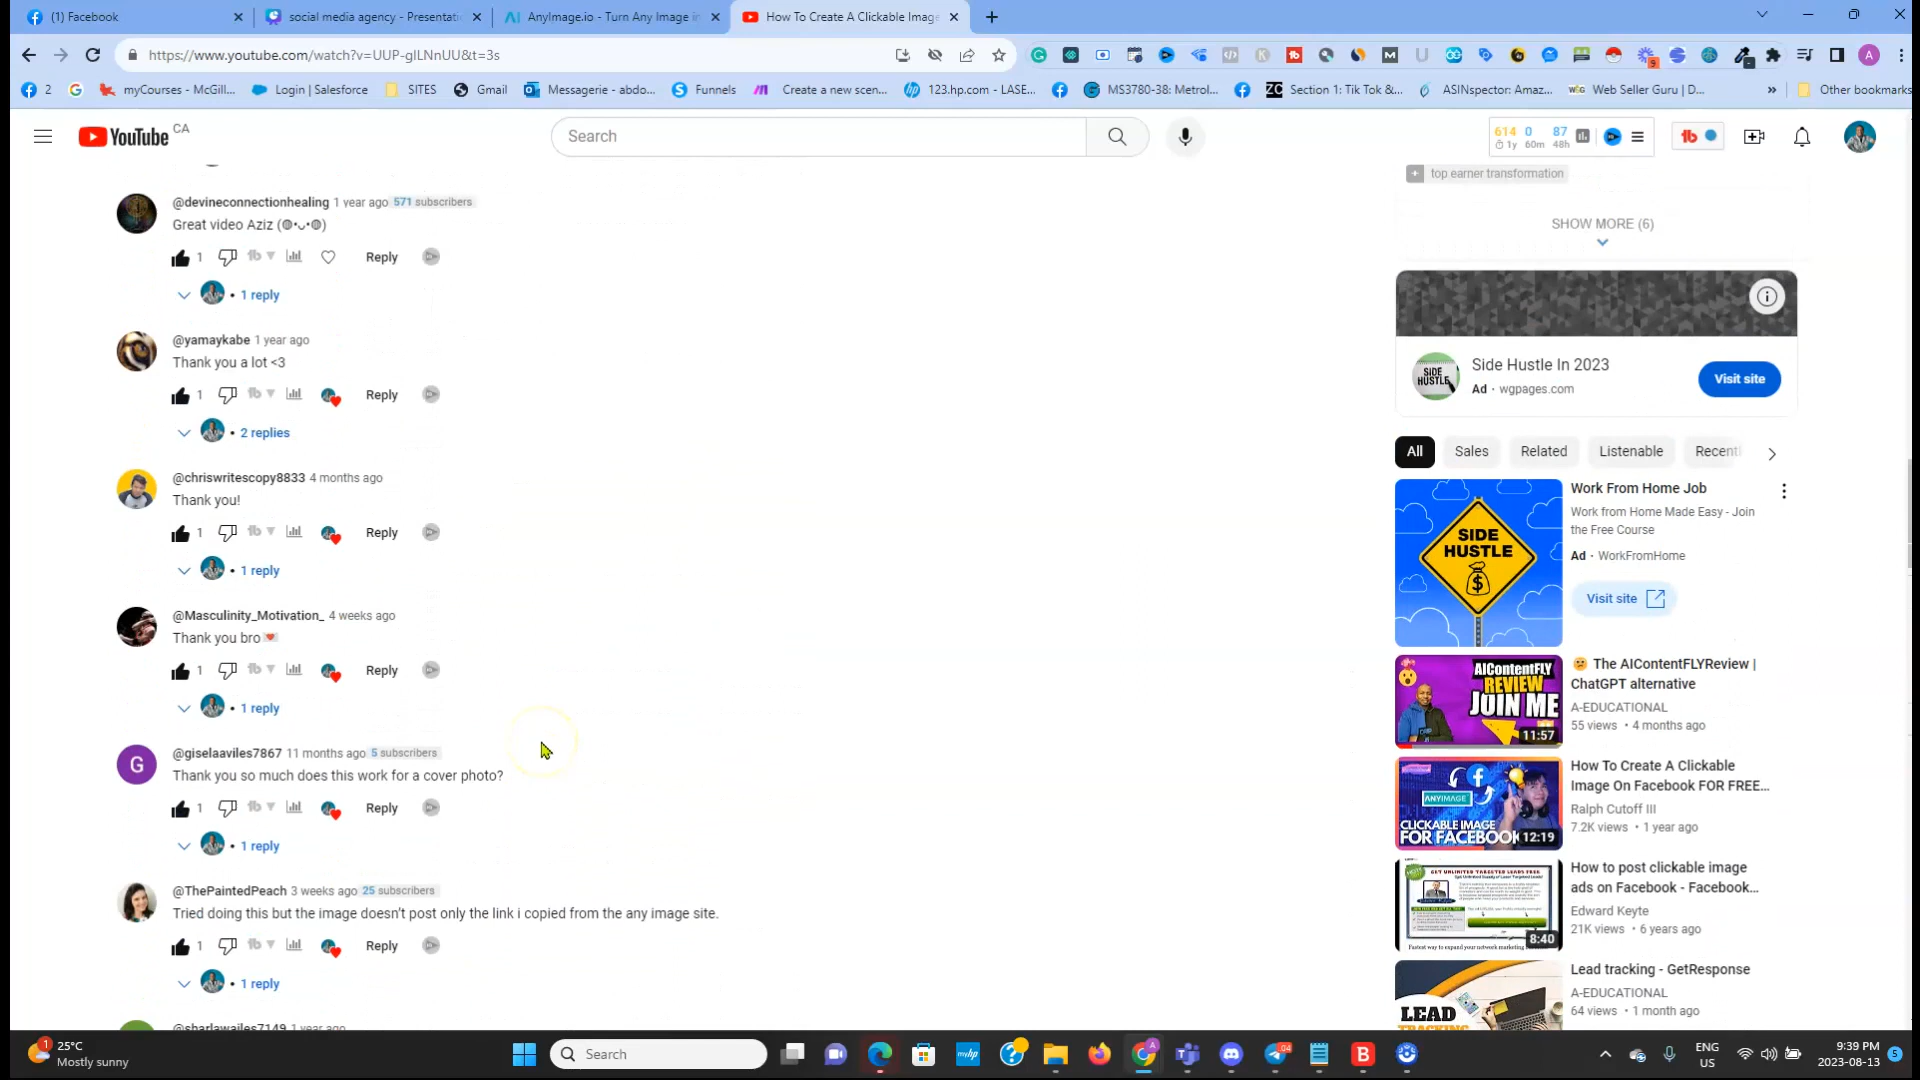 (1) Facebook
social media agency - Presentati
AnyImage.io - Turn Any Image in
How To Create A Clickable Image
https://www.youtube.com/watch?v=UUP-glLNnUU&t=3s
2
myCourses - McGill...
Login | Salesforce
SITES
Gmail
Messagerie - abdo...
Funnels
Create a new scen...
123.hp.com - LASE...
MS3780-38: Metrol...
Section 1: Tik Tok &...
ASINspector: Amaz...
Web Seller Guru | D...
Other bookmarks
YouTube CA
Search
614 0 87
1y 60m 48h
top earner transformation
SHOW MORE (6)
@devineconnectionhealing 1 year ago 571 subscribers
Great video Aziz (◍•ᴗ•◍)
1 Reply
• 1 reply
@yamaykabe 1 year ago
Thank you a lot <3
1 Reply
• 2 replies
@chriswritescopy8833 4 months ago
Thank you!
1 Reply
• 1 reply
@Masculinity_Motivation_ 4 weeks ago
Thank you bro💌
1 Reply
• 1 reply
G
@giselaaviles7867 11 months ago 5 subscribers
Thank you so much does this work for a cover photo?
1 Reply
• 1 reply
@ThePaintedPeach 3 weeks ago 25 subscribers
Tried doing this but the image doesn't post only the link i copied from the any image site.
1 Reply
• 1 reply
@sharlawailes7149 1 year ago
SIDE HUSTLE
Side Hustle In 2023
Ad · wgpages.com
Visit site
All
Sales
Related
Listenable
Recent
SIDE
HUSTLE
$
Work From Home Job
Work from Home Made Easy - Join
the Free Course
Ad · WorkFromHome
Visit site
AIContentFLY
REVIEW
JOIN ME
11:57
The AIContentFLYReview |
ChatGPT alternative
A-EDUCATIONAL
55 views • 4 months ago
ANYIMAGE
CLICKABLE IMAGE
FOR FACEBOOK
12:19
How To Create A Clickable
Image On Facebook FOR FREE...
Ralph Cutoff III
7.2K views • 1 year ago
GET UNLIMITED TARGETED LEADS FREE
Fastest way to expand your network marketing
8:40
How to post clickable image
ads on Facebook - Facebook...
Edward Keyte
21K views • 6 years ago
LEAD
TRACKING
Lead tracking - GetResponse
A-EDUCATIONAL
64 views • 1 month ago
1
25°C
Mostly sunny
Search
ENG
US
9:39 PM
2023-08-13
5